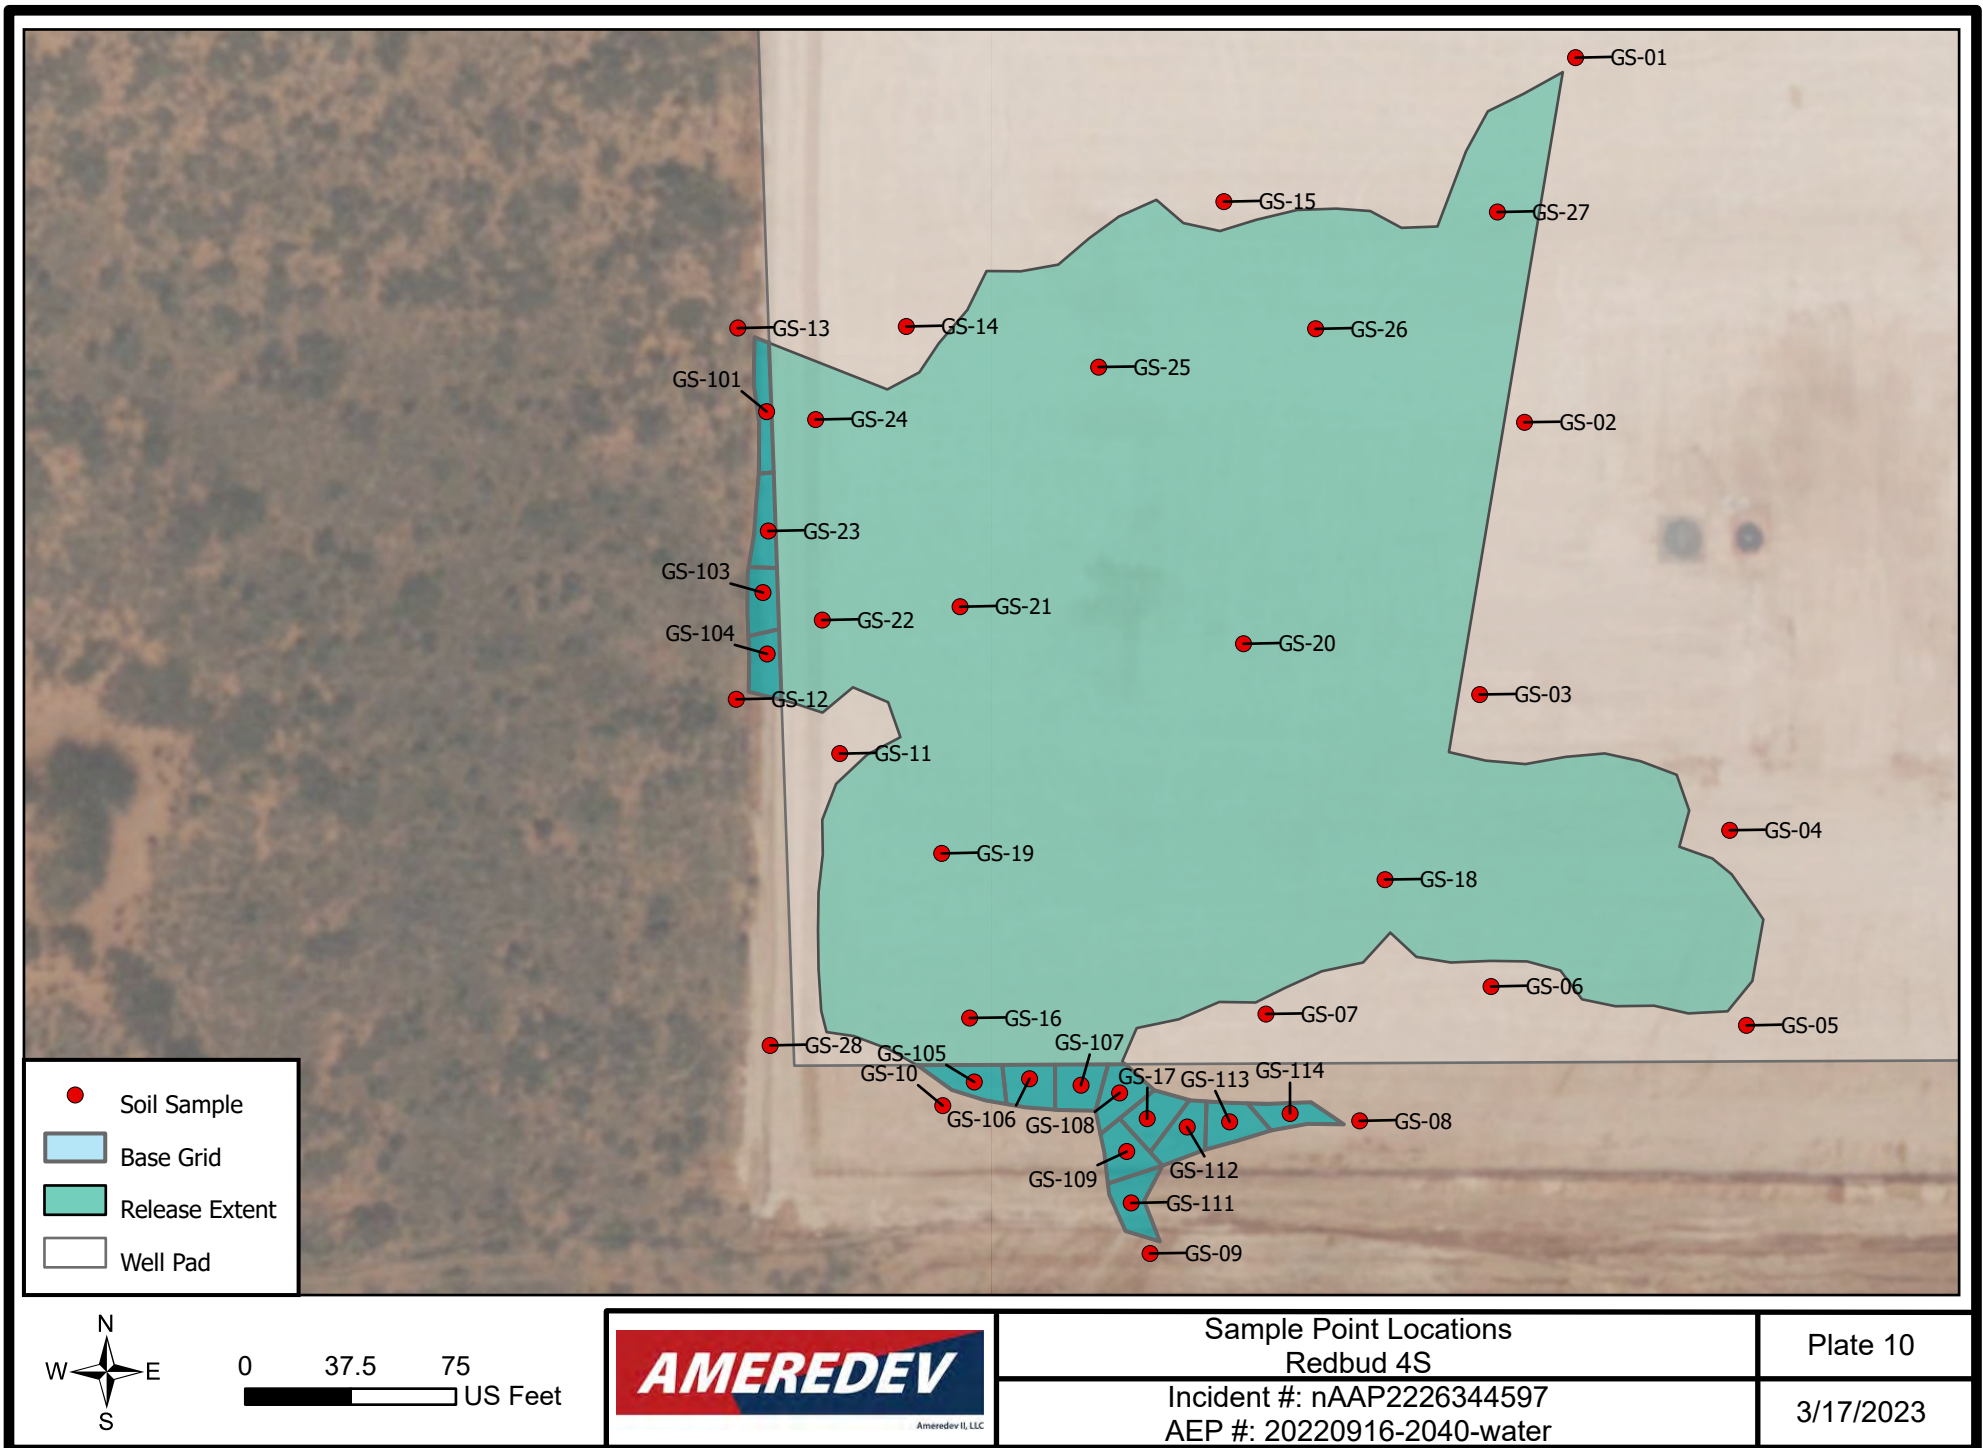 GS-01
GS-15
GS-27
GS-13
GS-14
GS-26
GS-25
GS-101
GS-24
GS-02
GS-23
GS-103
GS-21
GS-22
GS-104
GS-20
GS-12
GS-03
GS-11
GS-04
GS-19
GS-18
GS-06
GS-07
GS-16
GS-05
GS-28
GS-105
GS-107
GS-10
GS-17
GS-113
GS-114
GS-106
GS-108
GS-08
GS-109
GS-112
GS-111
GS-09
Soil Sample
Base Grid
Release Extent
Well Pad
N
W
E
S
0 37.5 75
US Feet
AMEREDEV
Ameredev II, LLC
Sample Point Locations
Redbud 4S
Incident #: nAAP2226344597
AEP #: 20220916-2040-water
Plate 10
3/17/2023